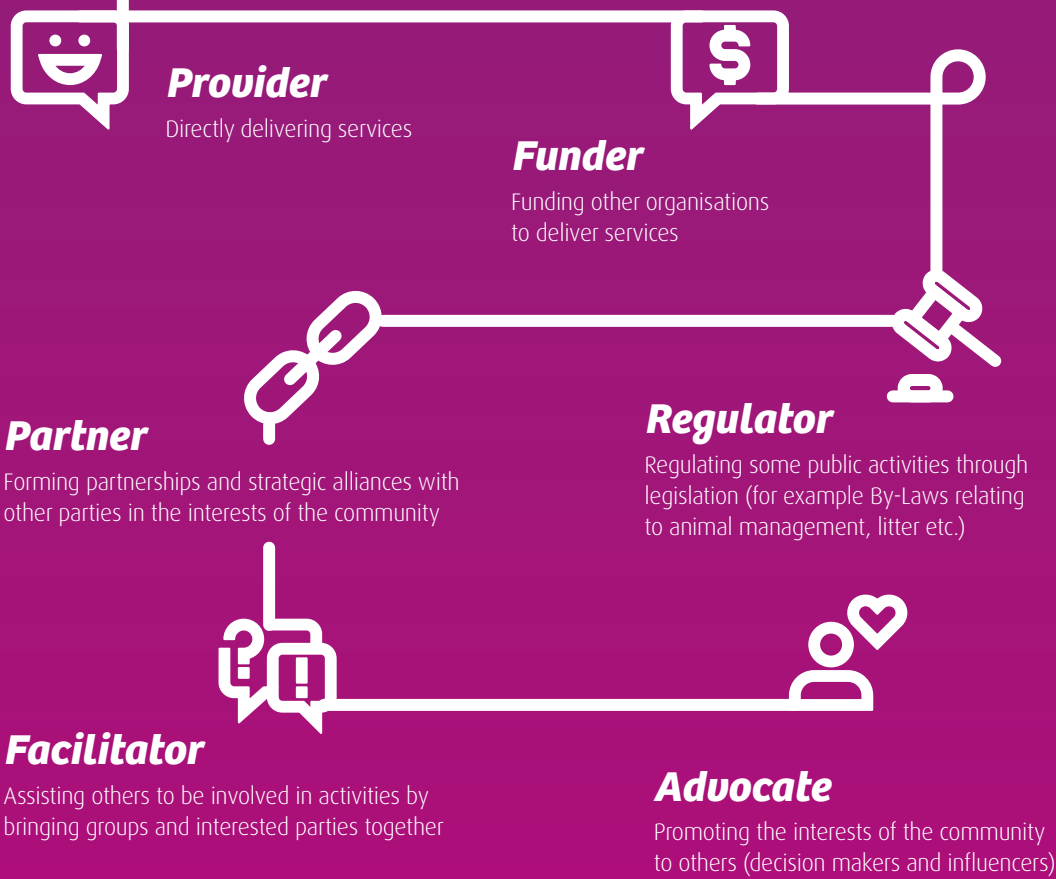 $
Provider
Directly delivering services
Funder
Funding other organisations
to deliver services
Partner
Forming partnerships and strategic alliances with
other parties in the interests of the community
Regulator
Regulating some public activities through
legislation (for example By-Laws relating
to animal management, litter etc.)
?
!
Facilitator
Assisting others to be involved in activities by
bringing groups and interested parties together
Advocate
Promoting the interests of the community
to others (decision makers and influencers)